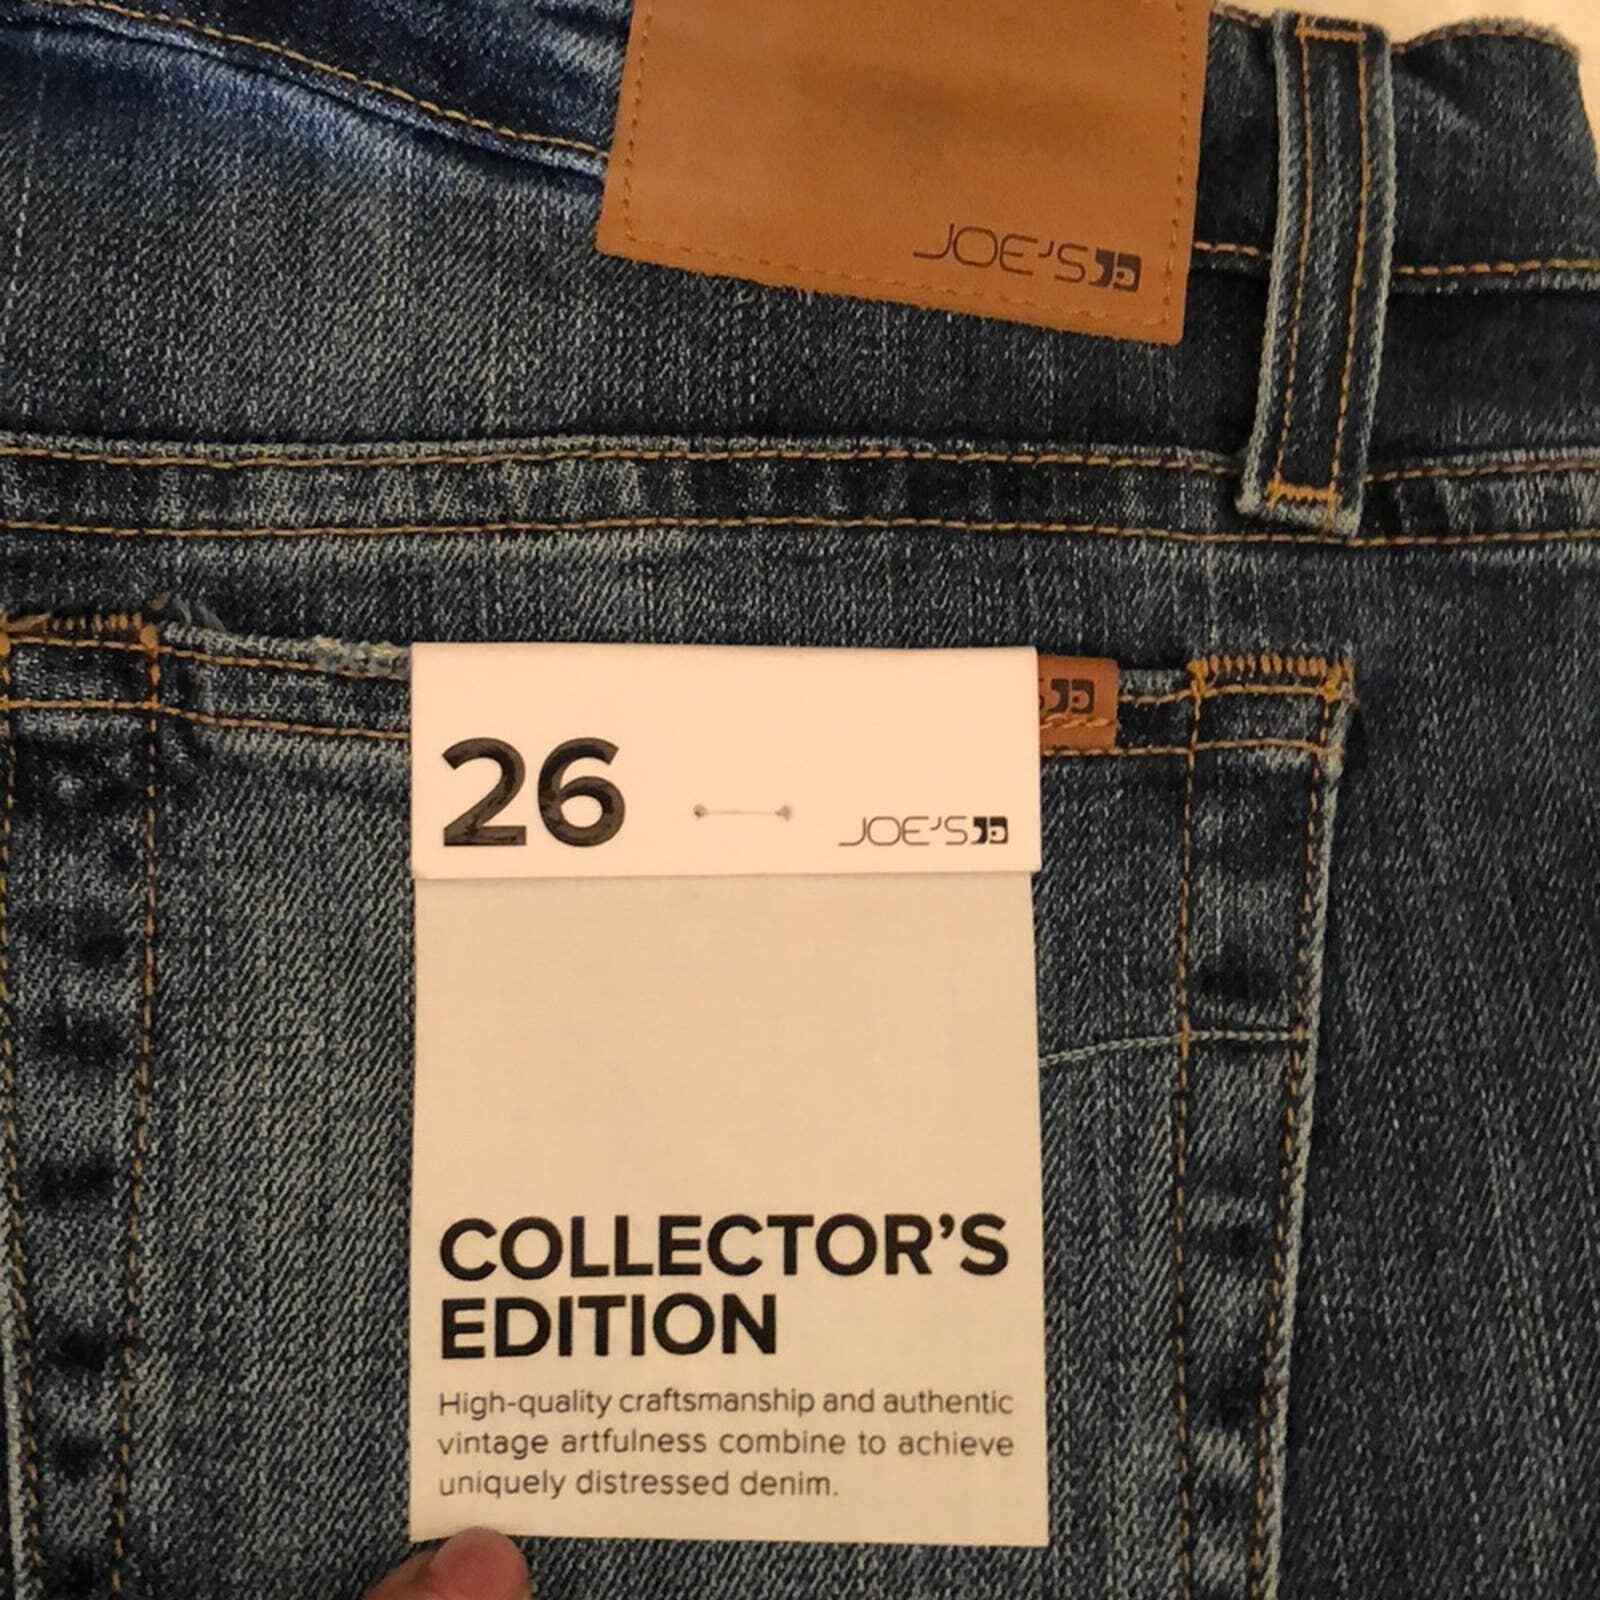 JOE'S
26
JOE'S
COLLECTOR'S
EDITION
High-quality craftsmanship and authentic
vintage artfulness combine to achieve
uniquely distressed denim.